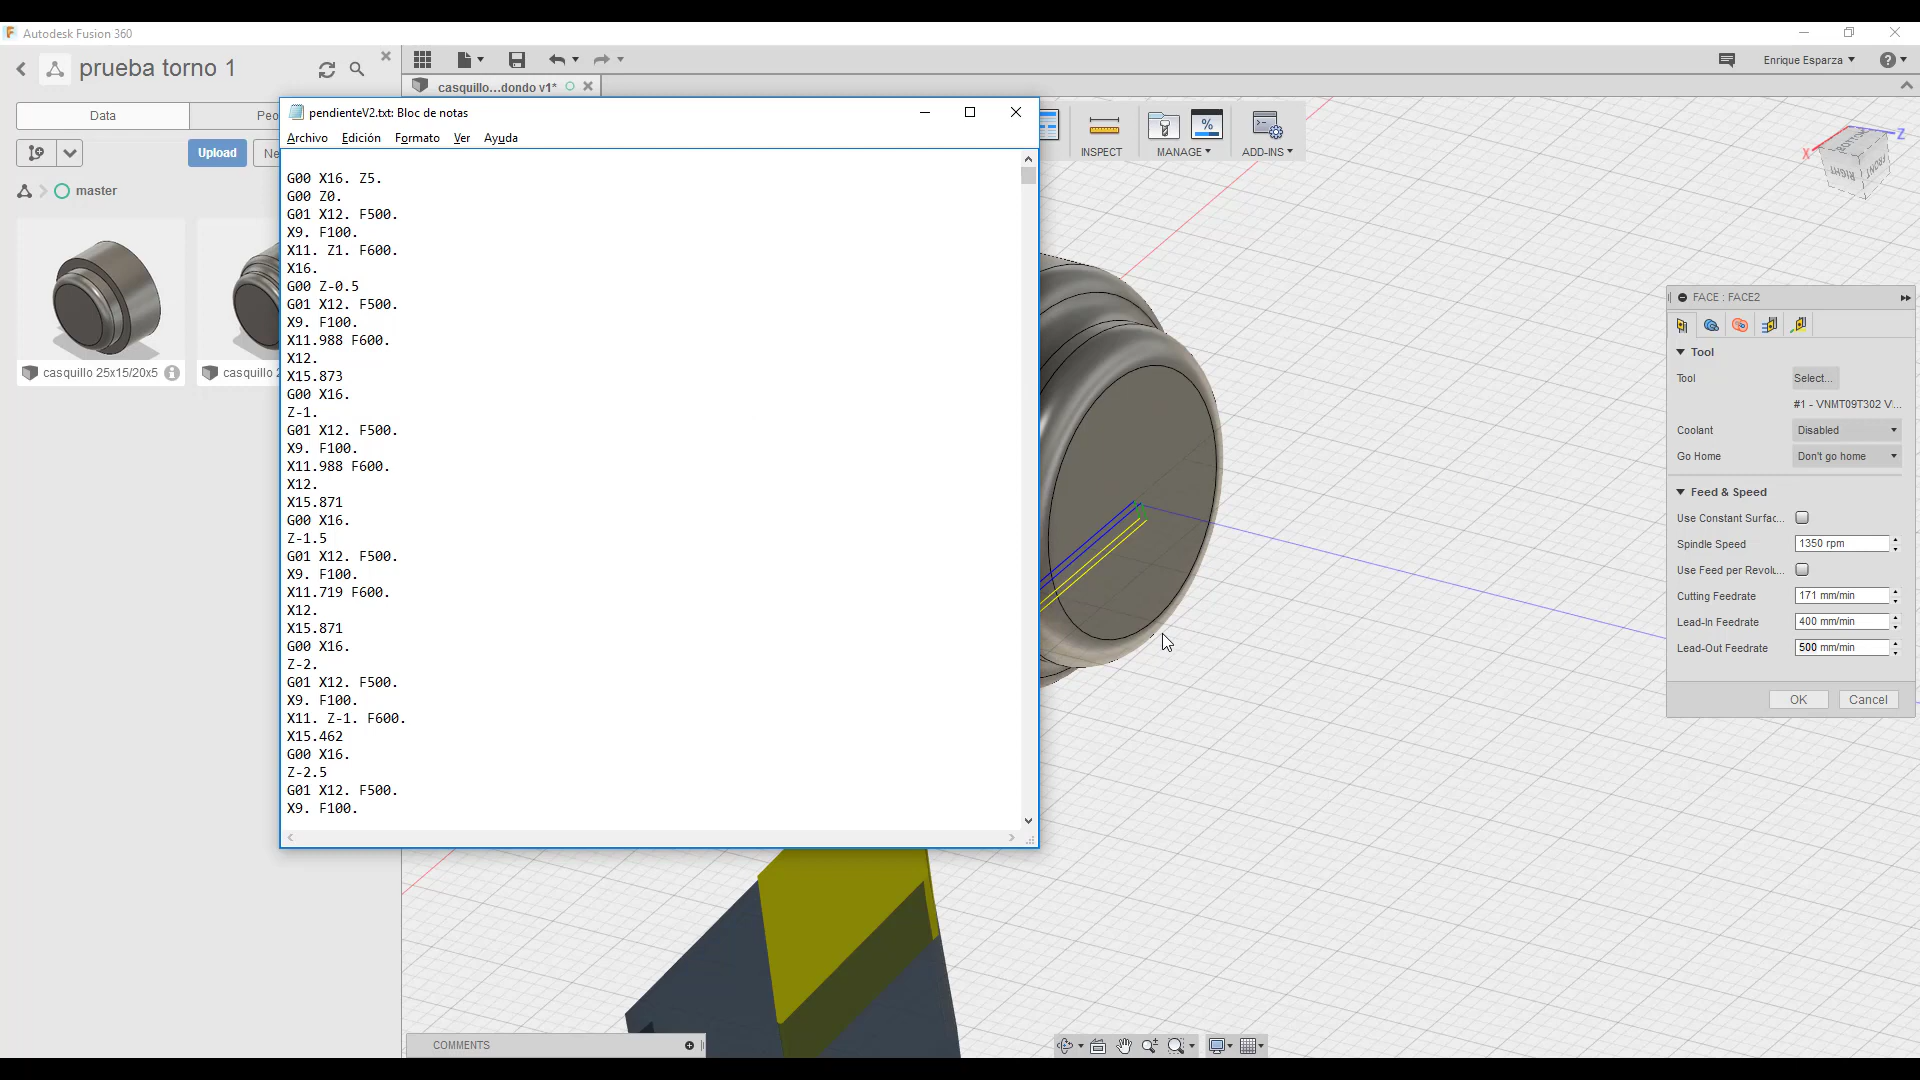 Autodesk Fusion 360
prueba torno 1
Enrique Esparza
casquillo...dondo v1*
Data
Peo
Upload
Ne
master
casquillo 25x15/20x5
casquillo 2
pendienteV2.txt: Bloc de notas
Archivo Edición Formato Ver Ayuda
G00 X16. Z5.
G00 Z0.
G01 X12. F500.
X9. F100.
X11. Z1. F600.
X16.
G00 Z-0.5
G01 X12. F500.
X9. F100.
X11.988 F600.
X12.
X15.873
G00 X16.
Z-1.
G01 X12. F500.
X9. F100.
X11.988 F600.
X12.
X15.871
G00 X16.
Z-1.5
G01 X12. F500.
X9. F100.
X11.719 F600.
X12.
X15.871
G00 X16.
Z-2.
G01 X12. F500.
X9. F100.
X11. Z-1. F600.
X15.462
G00 X16.
Z-2.5
G01 X12. F500.
X9. F100.
INSPECT
MANAGE
ADD-INS
X
Z
BOTTOM
RIGHT
FRONT
FACE : FACE2
Tool
Tool Select...
#1 - VNMT09T302 V...
Coolant Disabled
Go Home Don't go home
Feed & Speed
Use Constant Surfac...
Spindle Speed 1350 rpm
Use Feed per Revolu...
Cutting Feedrate 171 mm/min
Lead-In Feedrate 400 mm/min
Lead-Out Feedrate 500 mm/min
OK Cancel
COMMENTS